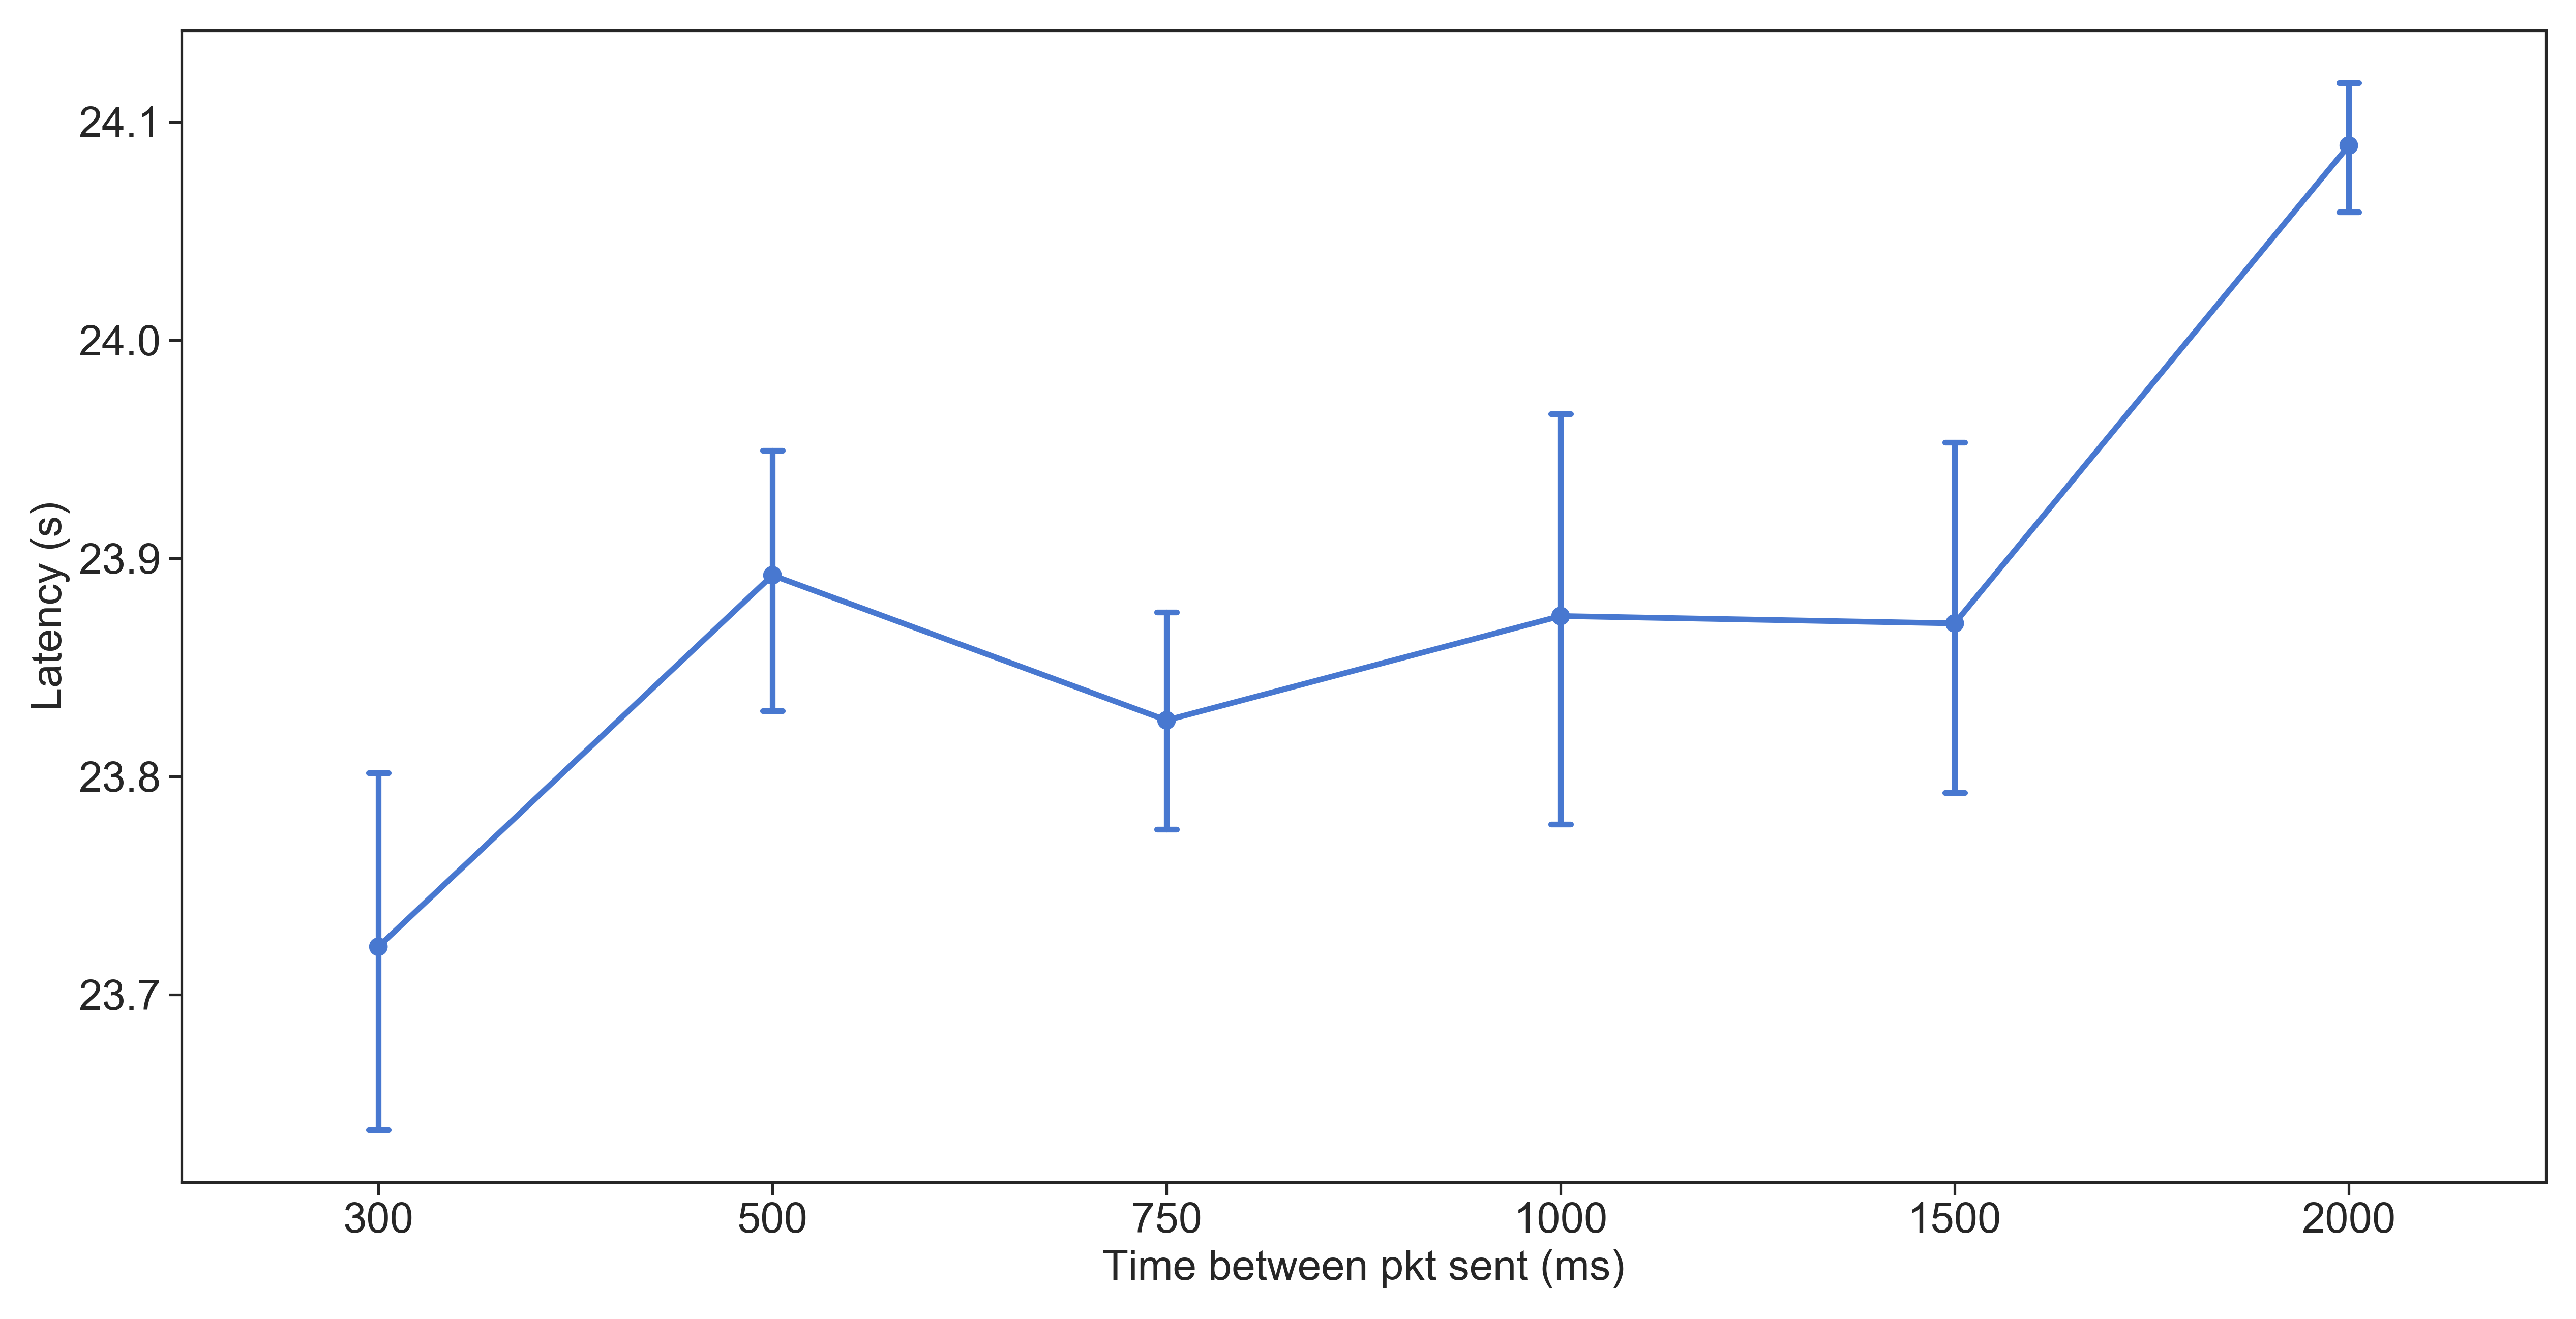 24.1
24.0
23.9
23.8
23.7
Latency (s)
300 500 750 1000 1500 2000
Time between pkt sent (ms)